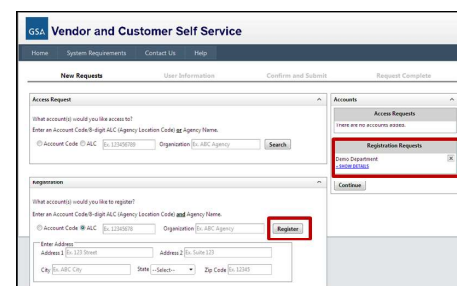 GSA Vendor and Customer Self Service
Home System Requirements Contact Us Help
New Requests User Information Confirm and Submit Request Complete
Access Request
What account(s) would you like access to?
Enter an Account Code/8-digit ALC (Agency Location Code) or Agency Name.
Account Code ALC Ex. 123456789 Organization Ex. ABC Agency Search
Registration
What account(s) would you like to register?
Enter an Account Code/8-digit ALC (Agency Location Code) and Agency Name.
Account Code ALC Ex. 12345678 Organization Ex. ABC Agency Register
Enter Address
Address 1 Ex. 123 Street Address 2 Ex. Suite 123
City Ex. ABC City State --Select-- Zip Code Ex. 12345
Accounts
Access Requests
There are no accounts added.
Registration Requests
Demo Department X
+ SHOW DETAILS
Continue